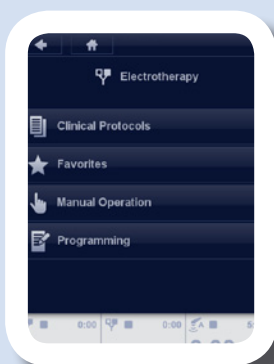 Electrotherapy
Clinical Protocols
Favorites
Manual Operation
Programming
0:00
0:00
A